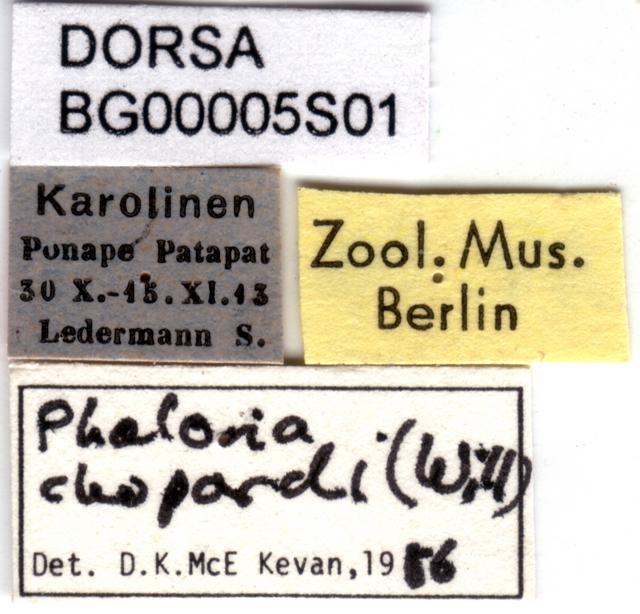 DORSA
BG00005S01
Karolinen
Ponape Patapat
30 X.-15.XI.13
Ledermann S.
Zool. Mus.
Berlin
Phaloria
chopardi (Will)
Det. D.K.McE Kevan,1986